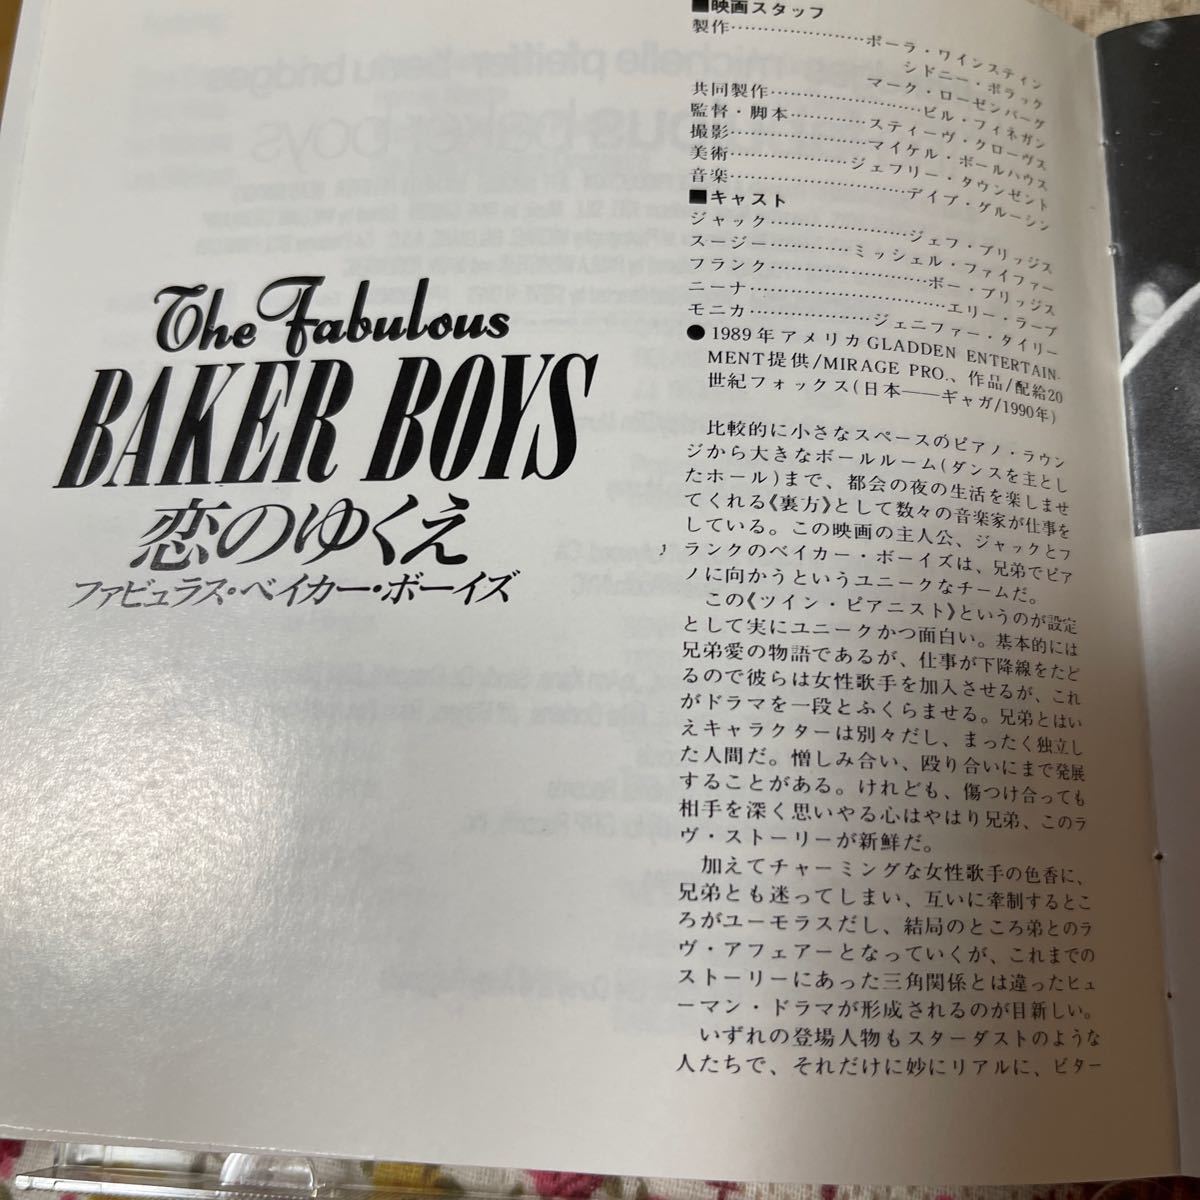 The Fabulous
BAKER BOYS
恋のゆくえ
ファビュラス・ベイカー・ボーイズ
■映画スタッフ
製作…………………ポーラ・ワインスティン
シドニー・ポラック
マーク・ローゼンバーグ
共同製作…………………ビル・フィネガン
監督・脚本…………スティーヴ・クローヴス
撮影…………………マイケル・ボールハウス
美術………………ジェフリー・タウンゼント
音楽………………………デイブ・グルーシン
■キャスト
ジャック…………………ジェフ・ブリッジス
スージー…………ミッシェル・ファイファー
フランク……………………ボー・ブリッジス
ニーナ…………………………エリー・ラーブ
モニカ………………ジェニファー・タイリー
●1989年アメリカGLADDEN ENTERTAIN-
MENT提供/MIRAGE PRO.、作品/配給20
世紀フォックス(日本——ギャガ/1990年)
比較的に小さなスペースのピアノ・ラウン
ジから大きなボールルーム(ダンスを主とし
たホール)まで、都会の夜の生活を楽しませ
てくれる《裏方》として数々の音楽家が仕事を
している。この映画の主人公、ジャックとフ
ランクのベイカー・ボーイズは、兄弟でピア
ノに向かうというユニークなチームだ。
この《ツイン・ピアニスト》というのが設定
として実にユニークかつ面白い。基本的には
兄弟愛の物語であるが、仕事が下降線をたど
るので彼らは女性歌手を加入させるが、これ
がドラマを一段とふくらませる。兄弟とはい
えキャラクターは別々だし、まったく独立し
た人間だ。憎しみ合い、殴り合いにまで発展
することがある。けれども、傷つけ合っても
相手を深く思いやる心はやはり兄弟、このラ
ヴ・ストーリーが新鮮だ。
加えてチャーミングな女性歌手の色香に、
兄弟とも迷ってしまい、互いに牽制するとこ
ろがユーモラスだし、結局のところ弟とのラ
ヴ・アフェアーとなっていくが、これまでの
ストーリーにあった三角関係とは違ったヒュ
ーマン・ドラマが形成されるのが目新しい。
いずれの登場人物もスターダストのような
人たちで、それだけに妙にリアルに、ビター